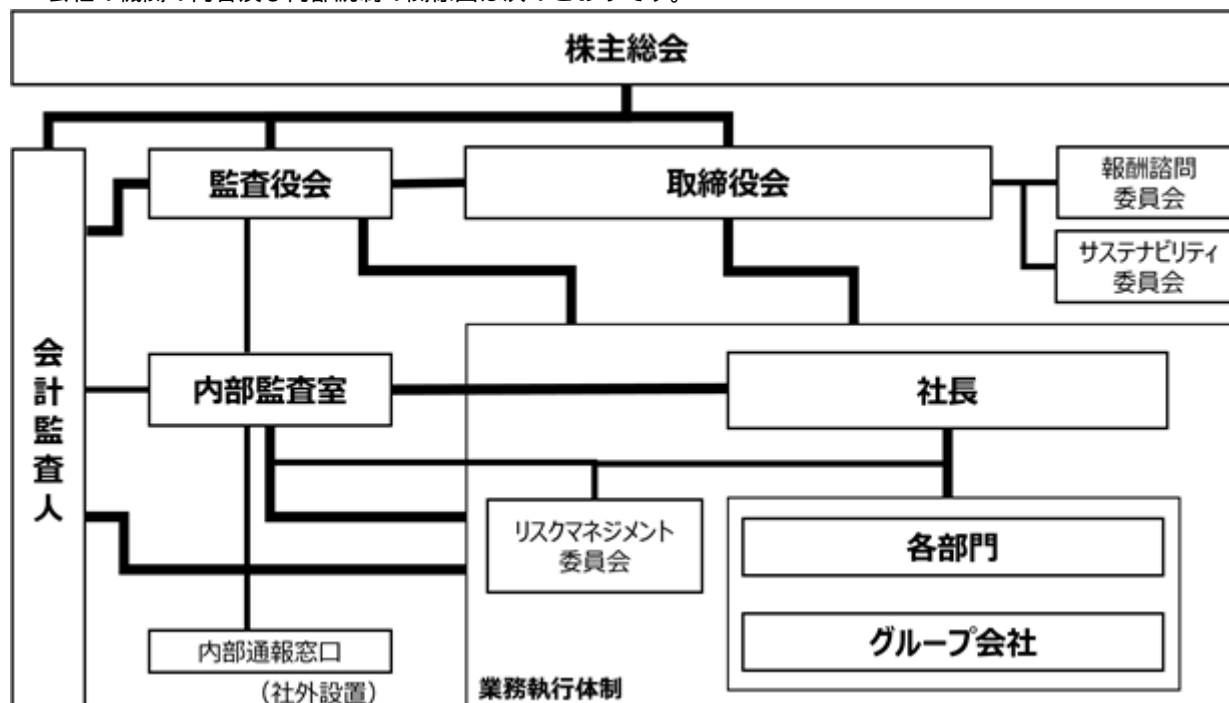 株主総会
監査役会
取締役会
報酬諮問
委員会
サステナビリティ
委員会
会計監査人
内部監査室
社長
リスクマネジメント
委員会
各部門
グループ会社
内部通報窓口
(社外設置)
業務執行体制